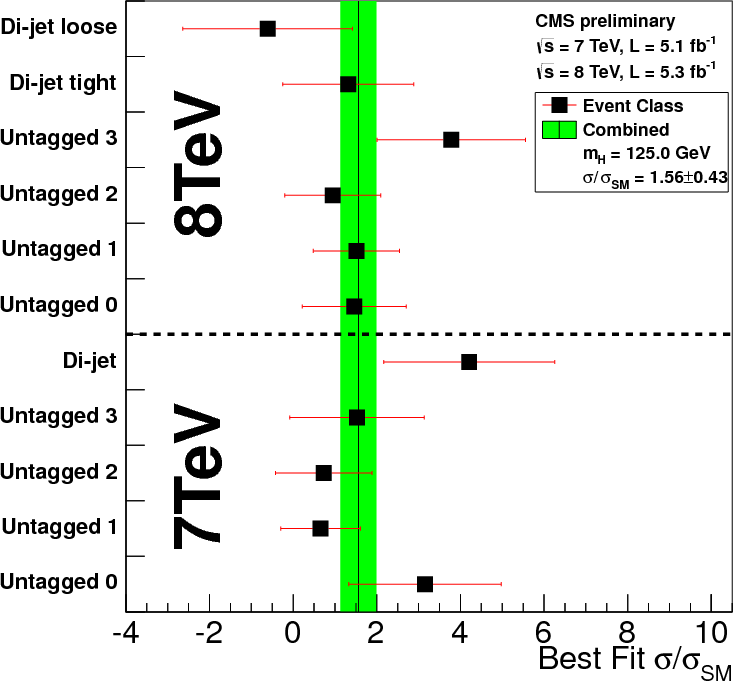 Di-jet loose
Di-jet tight
Untagged 3
Untagged 2
Untagged 1
Untagged 0
8TeV
Di-jet
Untagged 3
Untagged 2
Untagged 1
Untagged 0
7TeV
CMS preliminary
√s = 7 TeV, L = 5.1 fb⁻¹
√s = 8 TeV, L = 5.3 fb⁻¹
Event Class
Combined
m_H = 125.0 GeV
σ/σ_SM = 1.56±0.43
-4 -2 0 2 4 6 8 10
Best Fit σ/σ_SM